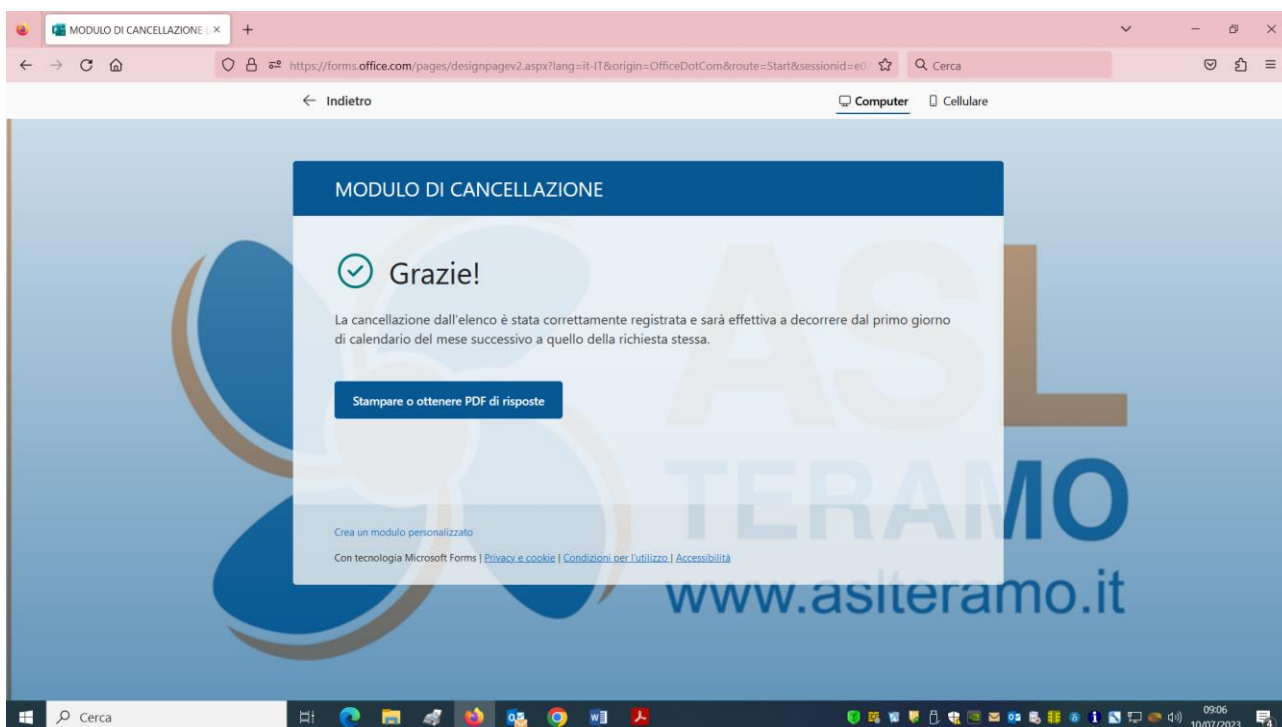 MODULO DI CANCELLAZIONE (
https://forms.office.com/pages/designpagev2.aspx?lang=it-IT&origin=OfficeDotCom&route=Start&sessionid=e0
Cerca
Indietro
Computer
Cellulare
MODULO DI CANCELLAZIONE
Grazie!
La cancellazione dall'elenco è stata correttamente registrata e sarà effettiva a decorrere dal primo giorno
di calendario del mese successivo a quello della richiesta stessa.
Stampare o ottenere PDF di risposte
Crea un modulo personalizzato
Con tecnologia Microsoft Forms | Privacy e cookie | Condizioni per l'utilizzo | Accessibilità
ASL
TERAMO
www.aslteramo.it
Cerca
09:06
10/07/2023